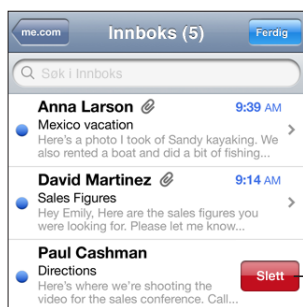 me.com Innboks (5) Ferdig
Søk i Innboks
Anna Larson 9:39 AM
Mexico vacation
Here's a photo I took of Sandy kayaking. We
also rented a boat and did a bit of fishing...
David Martinez 9:14 AM
Sales Figures
Hey Emily, Here are the sales figures you
were looking for. Please let me know...
Paul Cashman
Directions Slett
Here's where we're shooting the
video for the sales conference. Call...